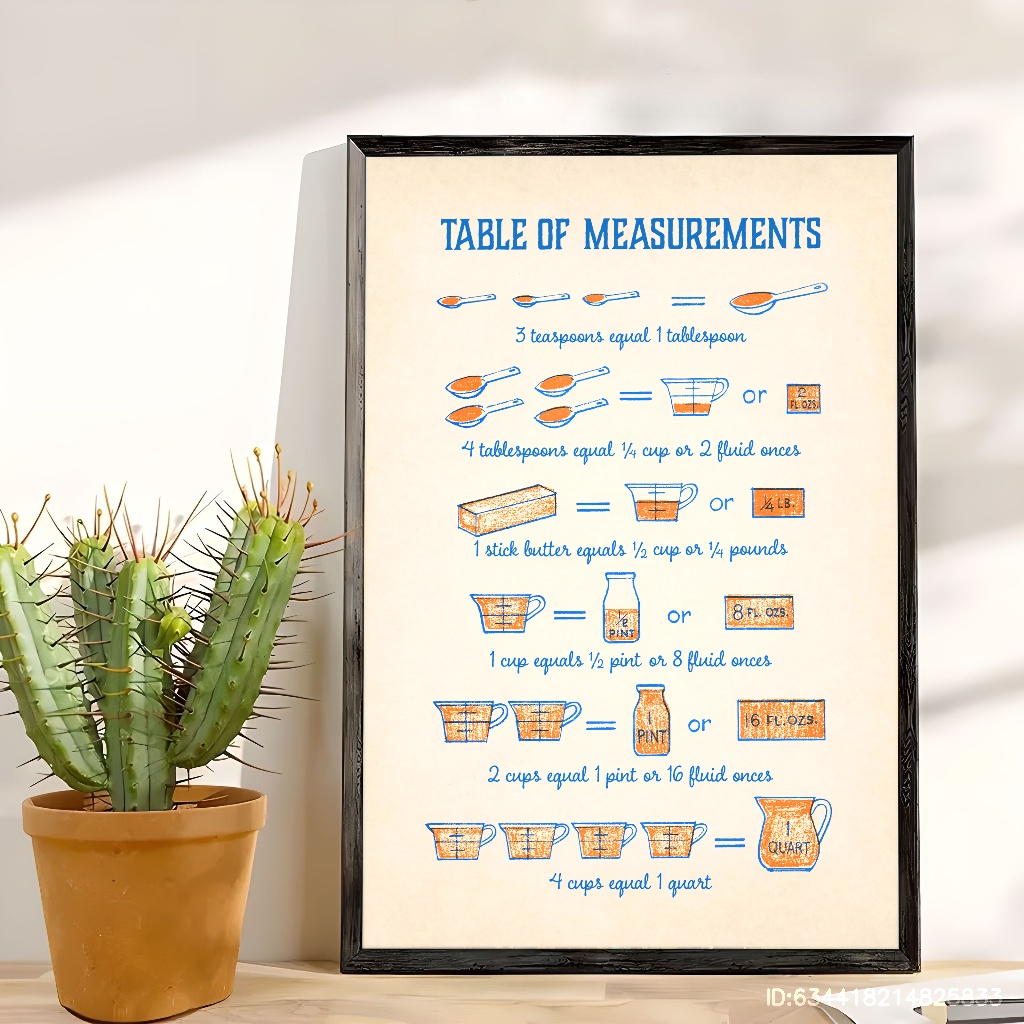 TABLE OF MEASUREMENTS
=
3 teaspoons equal 1 tablespoon
= or 2 FL. OZS.
4 tablespoons equal ¼ cup or 2 fluid onces
= or ¼ LB.
1 stick butter equals ½ cup or ¼ pounds
= ½ PINT or 8 FL. OZS.
1 cup equals ½ pint or 8 fluid onces
= 1 PINT or 16 FL. OZS.
2 cups equal 1 pint or 16 fluid onces
= 1 QUART
4 cups equal 1 quart